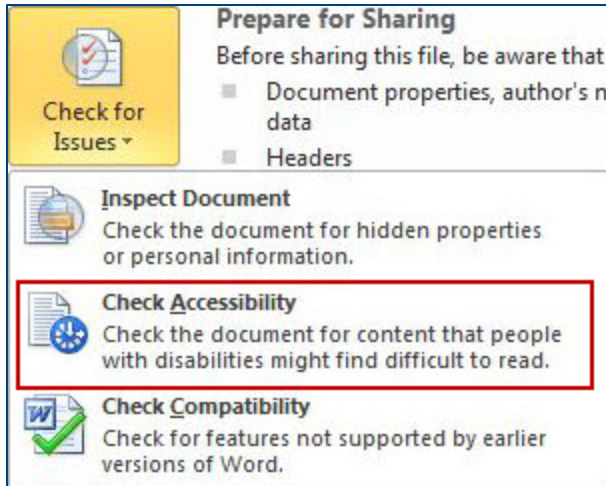 Prepare for Sharing
Before sharing this file, be aware that
Document properties, author's
data
Headers
Check for
Issues
Inspect Document
Check the document for hidden properties
or personal information.
Check Accessibility
Check the document for content that people
with disabilities might find difficult to read.
Check Compatibility
Check for features not supported by earlier
versions of Word.